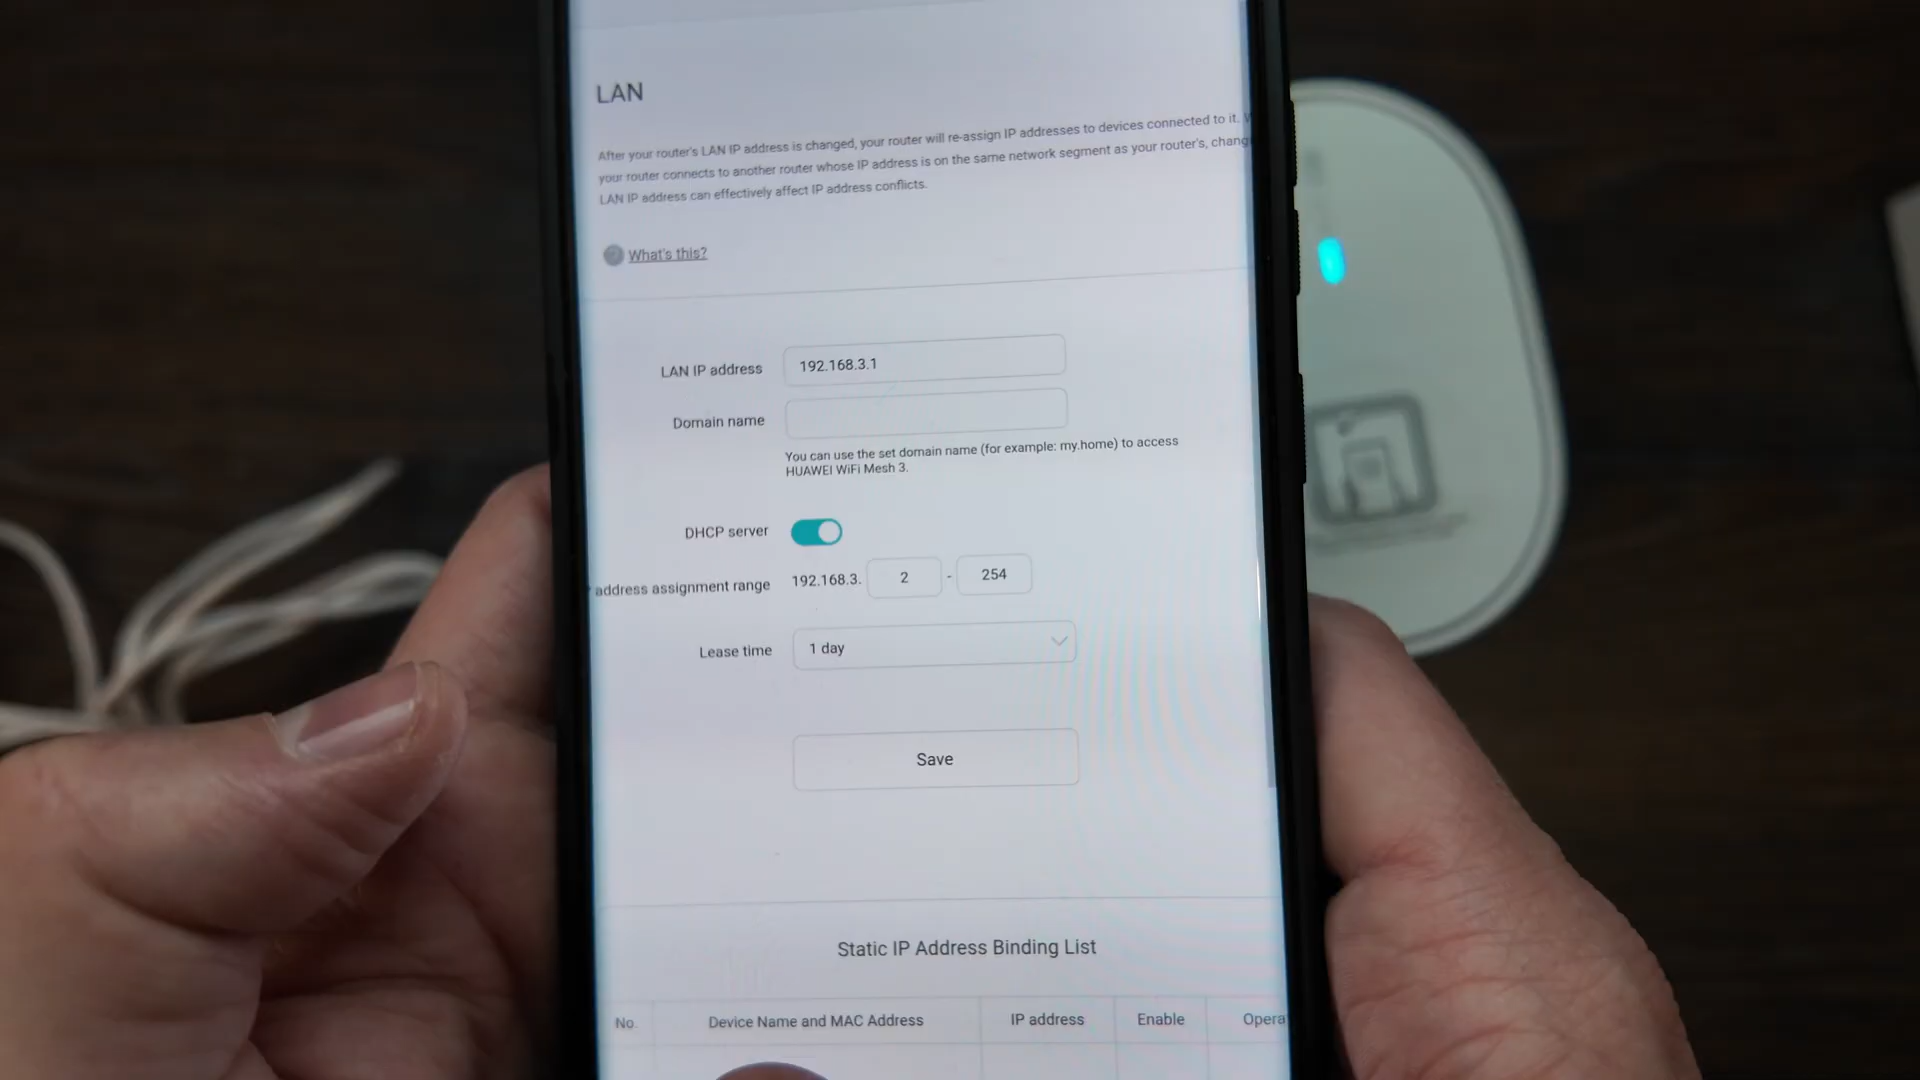 LAN
After your router's LAN IP address is changed, your router will re-assign IP addresses to devices connected to it.
your router connects to another router whose IP address is on the same network segment as your router's,
LAN IP address can effectively affect IP address conflicts.
What's this?
LAN IP address 192.168.3.1
Domain name
You can use the set domain name (for example: my.home) to access
HUAWEI WiFi Mesh 3.
DHCP server
address assignment range 192.168.3. 2 - 254
Lease time 1 day
Save
Static IP Address Binding List
No. Device Name and MAC Address IP address Enable